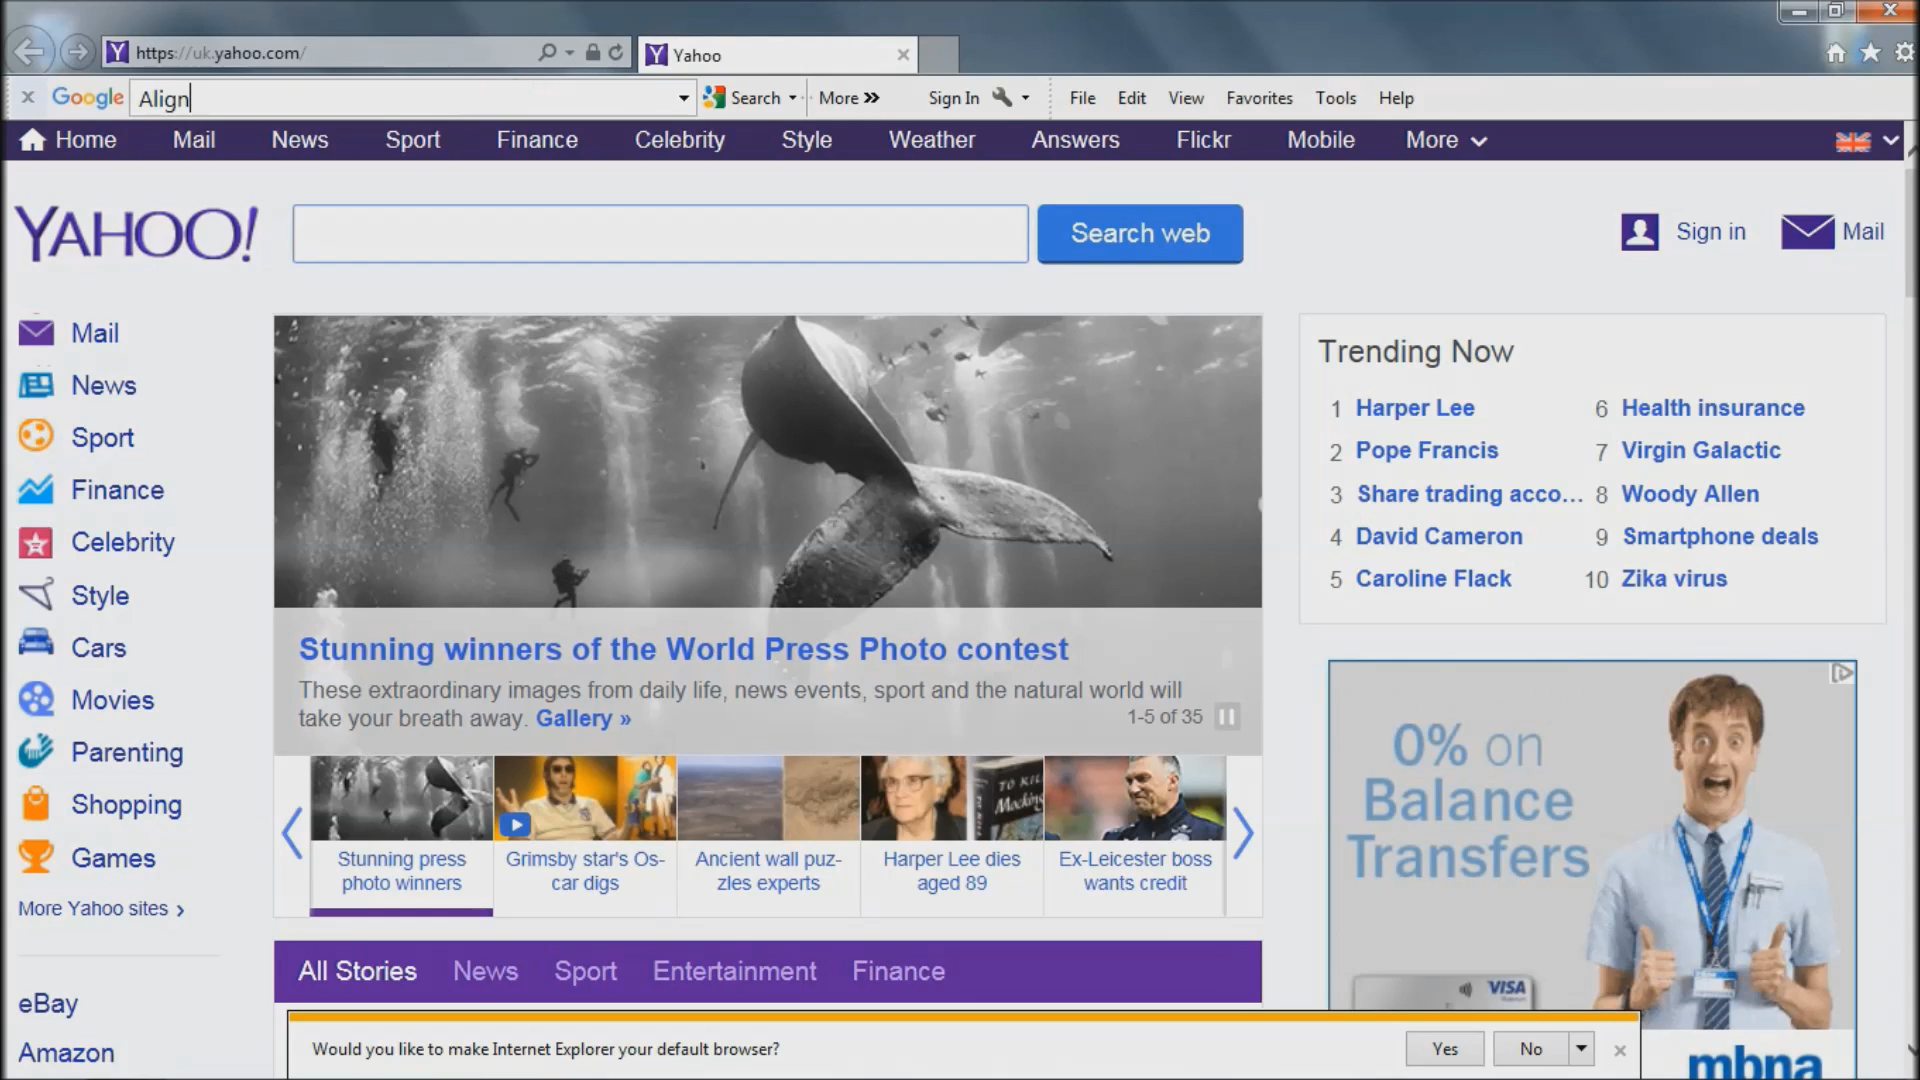 https://uk.yahoo.com/
Yahoo
Google Align Search More » Sign In File Edit View Favorites Tools Help
Home Mail News Sport Finance Celebrity Style Weather Answers Flickr Mobile More
YAHOO! Search web Sign in Mail
Mail
News
Sport
Finance
Celebrity
Style
Cars
Movies
Parenting
Shopping
Games
More Yahoo sites ›
eBay
Amazon
Stunning winners of the World Press Photo contest
These extraordinary images from daily life, news events, sport and the natural world will
take your breath away. Gallery »
1-5 of 35
TO KILL
Stunning press
photo winners
Grimsby star's Os-
car digs
Ancient wall puz-
zles experts
Harper Lee dies
aged 89
Ex-Leicester boss
wants credit
All Stories News Sport Entertainment Finance
Trending Now
1 Harper Lee
2 Pope Francis
3 Share trading acco...
4 David Cameron
5 Caroline Flack
6 Health insurance
7 Virgin Galactic
8 Woody Allen
9 Smartphone deals
10 Zika virus
0% on
Balance
Transfers
VISA
mbna
Would you like to make Internet Explorer your default browser? Yes No